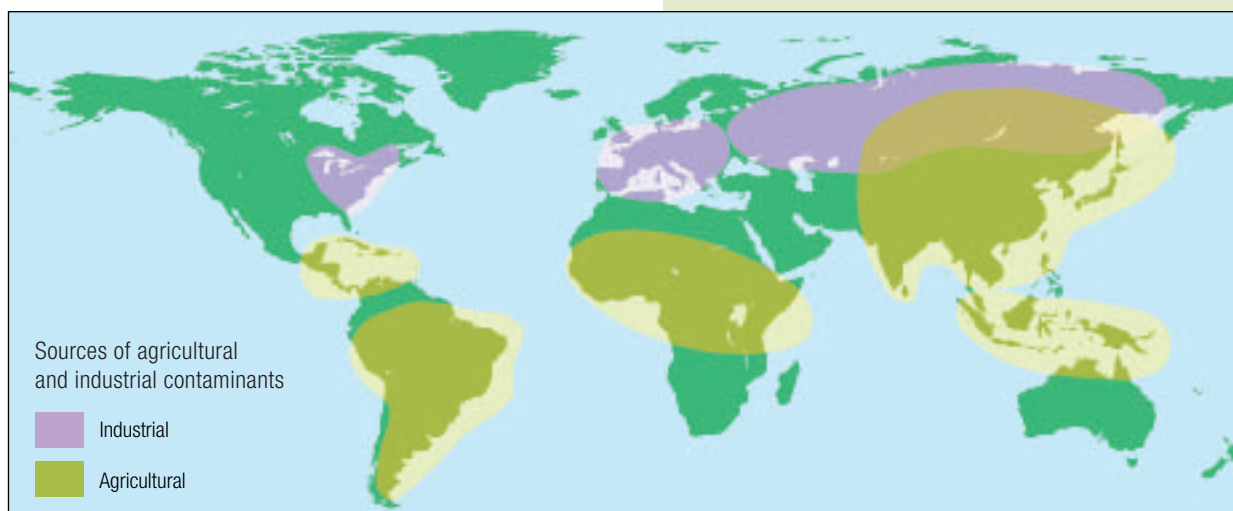 Sources of agricultural
and industrial contaminants
Industrial
Agricultural